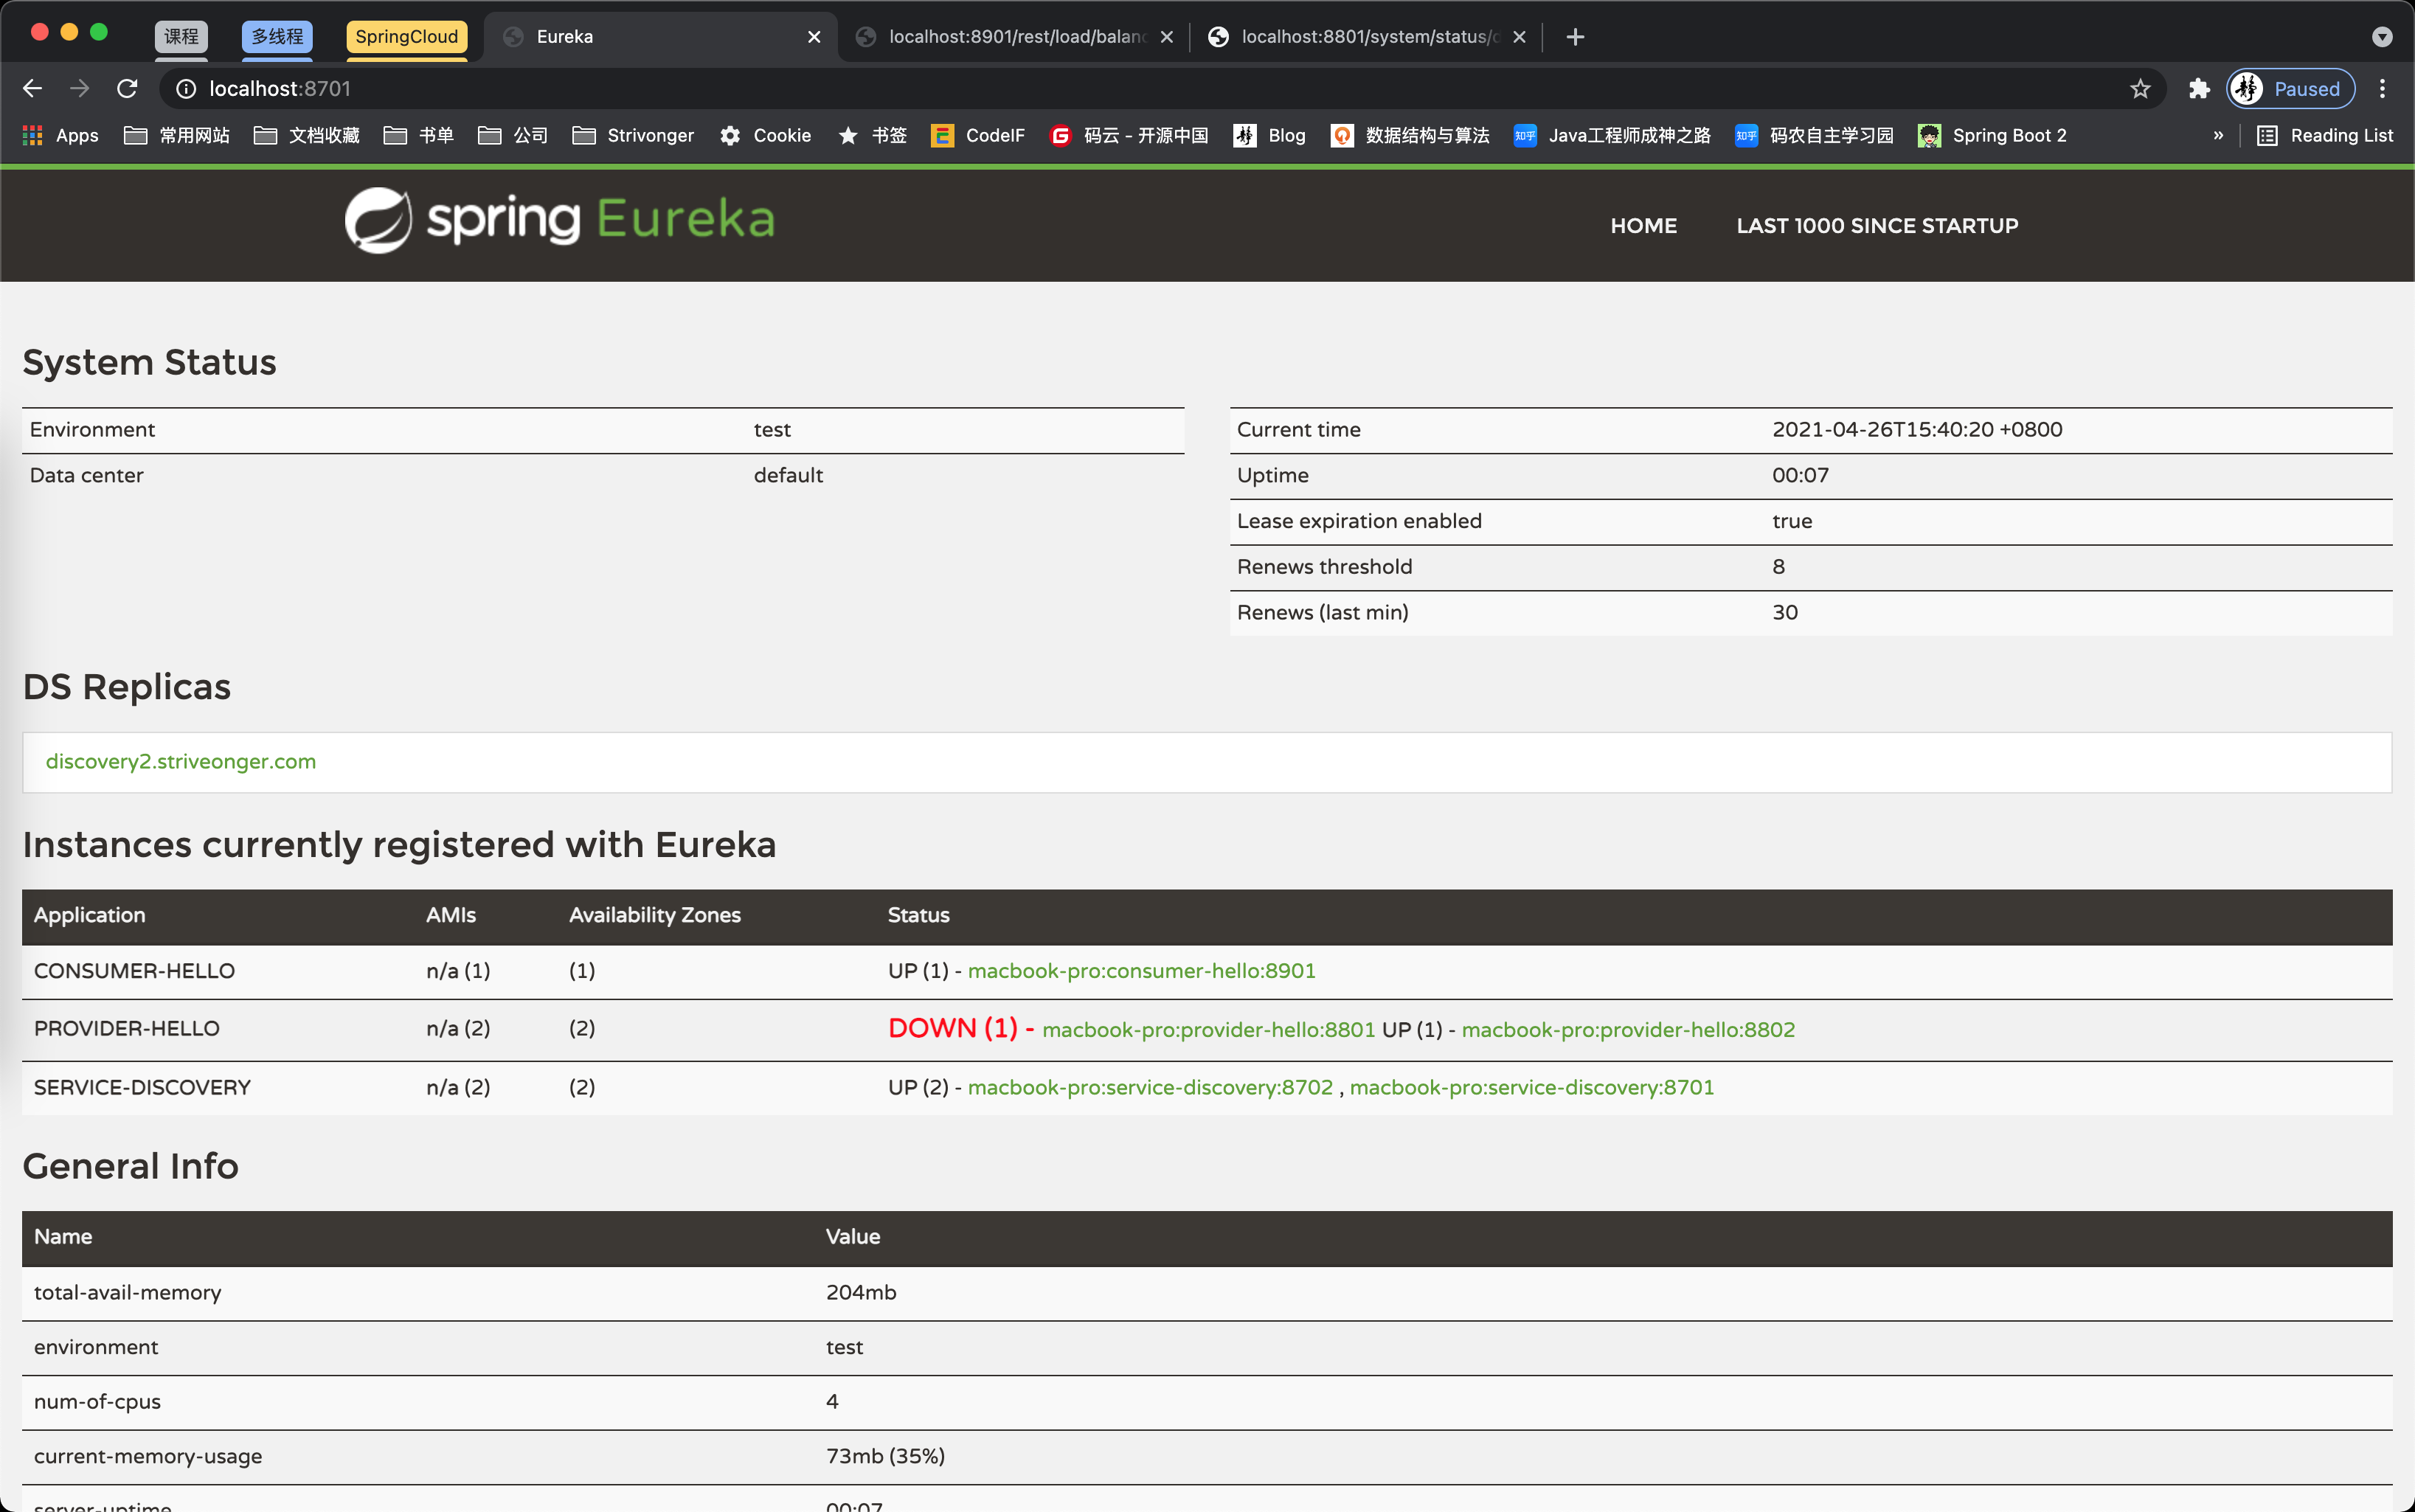 课程 多线程 SpringCloud Eureka localhost:8901/rest/load/balanc localhost:8801/system/status/
localhost:8701 Paused
Apps 常用网站 文档收藏 书单 公司 Strivonger Cookie 书签 CodeIF 码云 - 开源中国 Blog 数据结构与算法 知乎 Java工程师成神之路 知乎 码农自主学习园 Spring Boot 2 » Reading List
spring Eureka HOME LAST 1000 SINCE STARTUP
System Status
Environment test Current time 2021-04-26T15:40:20 +0800
Data center default Uptime 00:07
Lease expiration enabled true
Renews threshold 8
Renews (last min) 30
DS Replicas
discovery2.striveonger.com
Instances currently registered with Eureka
Application AMIs Availability Zones Status
CONSUMER-HELLO n/a (1) (1) UP (1) - macbook-pro:consumer-hello:8901
PROVIDER-HELLO n/a (2) (2) DOWN (1) - macbook-pro:provider-hello:8801 UP (1) - macbook-pro:provider-hello:8802
SERVICE-DISCOVERY n/a (2) (2) UP (2) - macbook-pro:service-discovery:8702 , macbook-pro:service-discovery:8701
General Info
Name Value
total-avail-memory 204mb
environment test
num-of-cpus 4
current-memory-usage 73mb (35%)
server-uptime 00:07